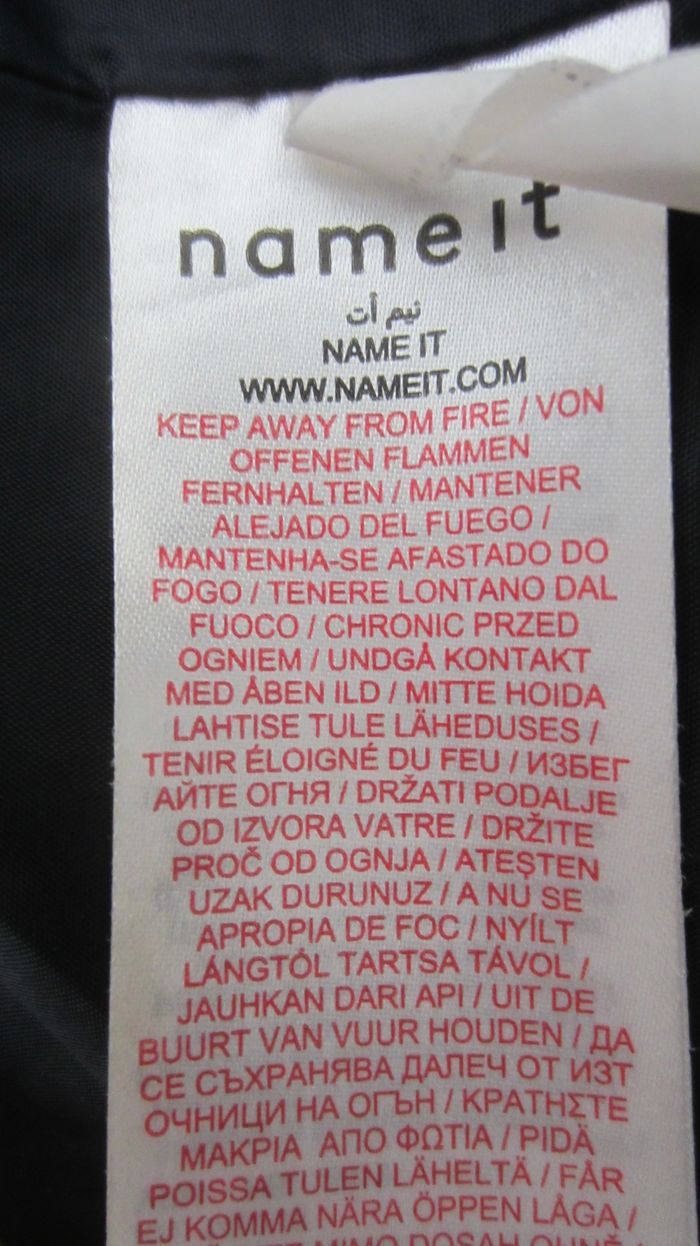 name it
نيم أت
NAME IT
WWW.NAMEIT.COM
KEEP AWAY FROM FIRE / VON
OFFENEN FLAMMEN
FERNHALTEN / MANTENER
ALEJADO DEL FUEGO /
MANTENHA-SE AFASTADO DO
FOGO / TENERE LONTANO DAL
FUOCO / CHRONIC PRZED
OGNIEM / UNDGÅ KONTAKT
MED ÅBEN ILD / MITTE HOIDA
LAHTISE TULE LÄHEDUSES /
TENIR ÉLOIGNÉ DU FEU / ИЗБЕГ
АЙТЕ ОГНЯ / DRŽATI PODALJE
OD IZVORA VATRE / DRŽITE
PROČ OD OGNJA / ATEŞTEN
UZAK DURUNUZ / A NU SE
APROPIA DE FOC / NYÍLT
LÁNGTÓL TARTSA TÁVOL /
JAUHKAN DARI API / UIT DE
BUURT VAN VUUR HOUDEN / ДА
СЕ СЪХРАНЯВА ДАЛЕЧ ОТ ИЗТ
ОЧНИЦИ НА ОГЪН / ΚΡΑΤΗΣΤΕ
ΜΑΚΡΙΑ ΑΠΟ ΦΩΤΙΑ / PIDÄ
POISSA TULEN LÄHELTÄ / FÅR
EJ KOMMA NÄRA ÖPPEN LÅGA /
MIMO DOSAH OHNĚ /